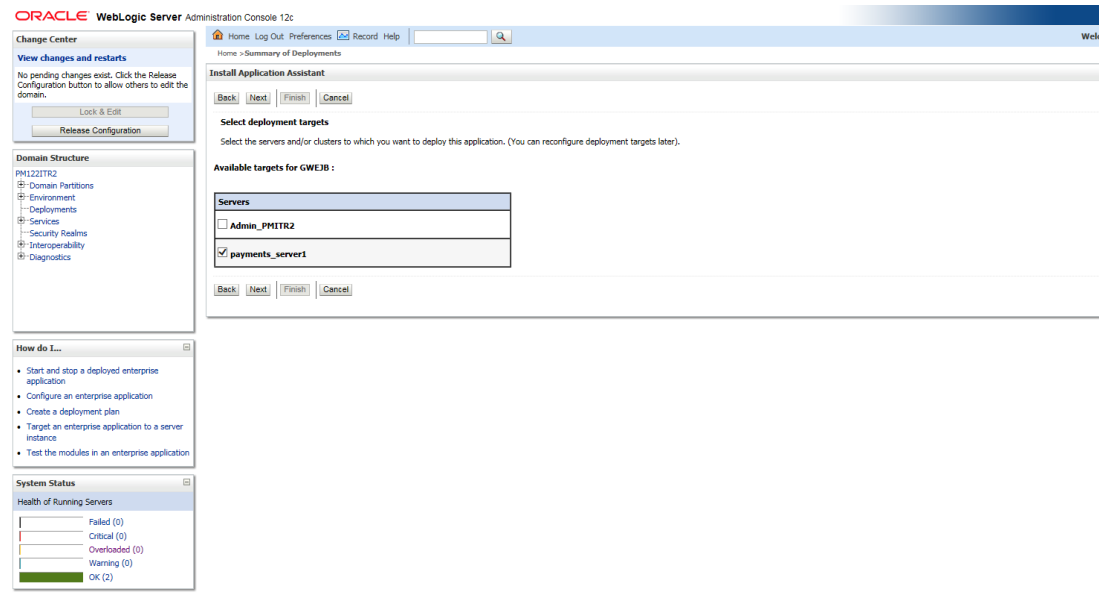 ORACLE WebLogic Server Administration Console 12c
Change Center
View changes and restarts
No pending changes exist. Click the Release
Configuration button to allow others to edit the
domain.
Lock & Edit
Release Configuration
Domain Structure
PM122ITR2
Domain Partitions
Environment
Deployments
Services
Security Realms
Interoperability
Diagnostics
How do I...
Start and stop a deployed enterprise
application
Configure an enterprise application
Create a deployment plan
Target an enterprise application to a server
instance
Test the modules in an enterprise application
System Status
Health of Running Servers
Failed (0)
Critical (0)
Overloaded (0)
Warning (0)
OK (2)
Home Log Out Preferences Record Help
Welc
Home >Summary of Deployments
Install Application Assistant
Back Next Finish Cancel
Select deployment targets
Select the servers and/or clusters to which you want to deploy this application. (You can reconfigure deployment targets later).
Available targets for GWEJB :
Servers
Admin_PMITR2
payments_server1
Back Next Finish Cancel